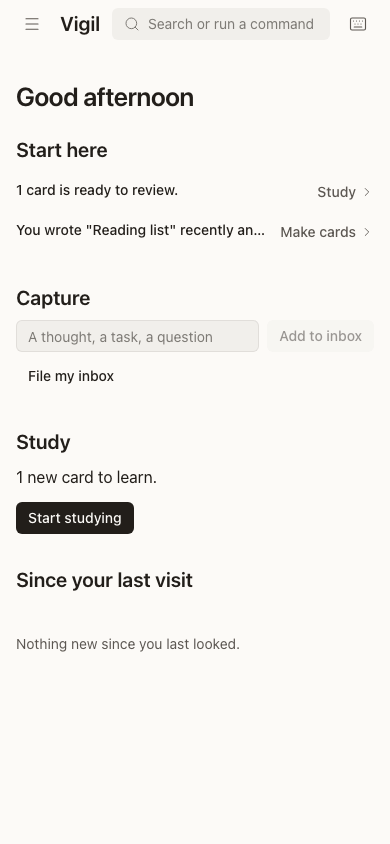 Vigil
Search or run a command
Good afternoon
Start here
1 card is ready to review.
Study
You wrote "Reading list" recently an...
Make cards
Capture
A thought, a task, a question
Add to inbox
File my inbox
Study
1 new card to learn.
Start studying
Since your last visit
Nothing new since you last looked.